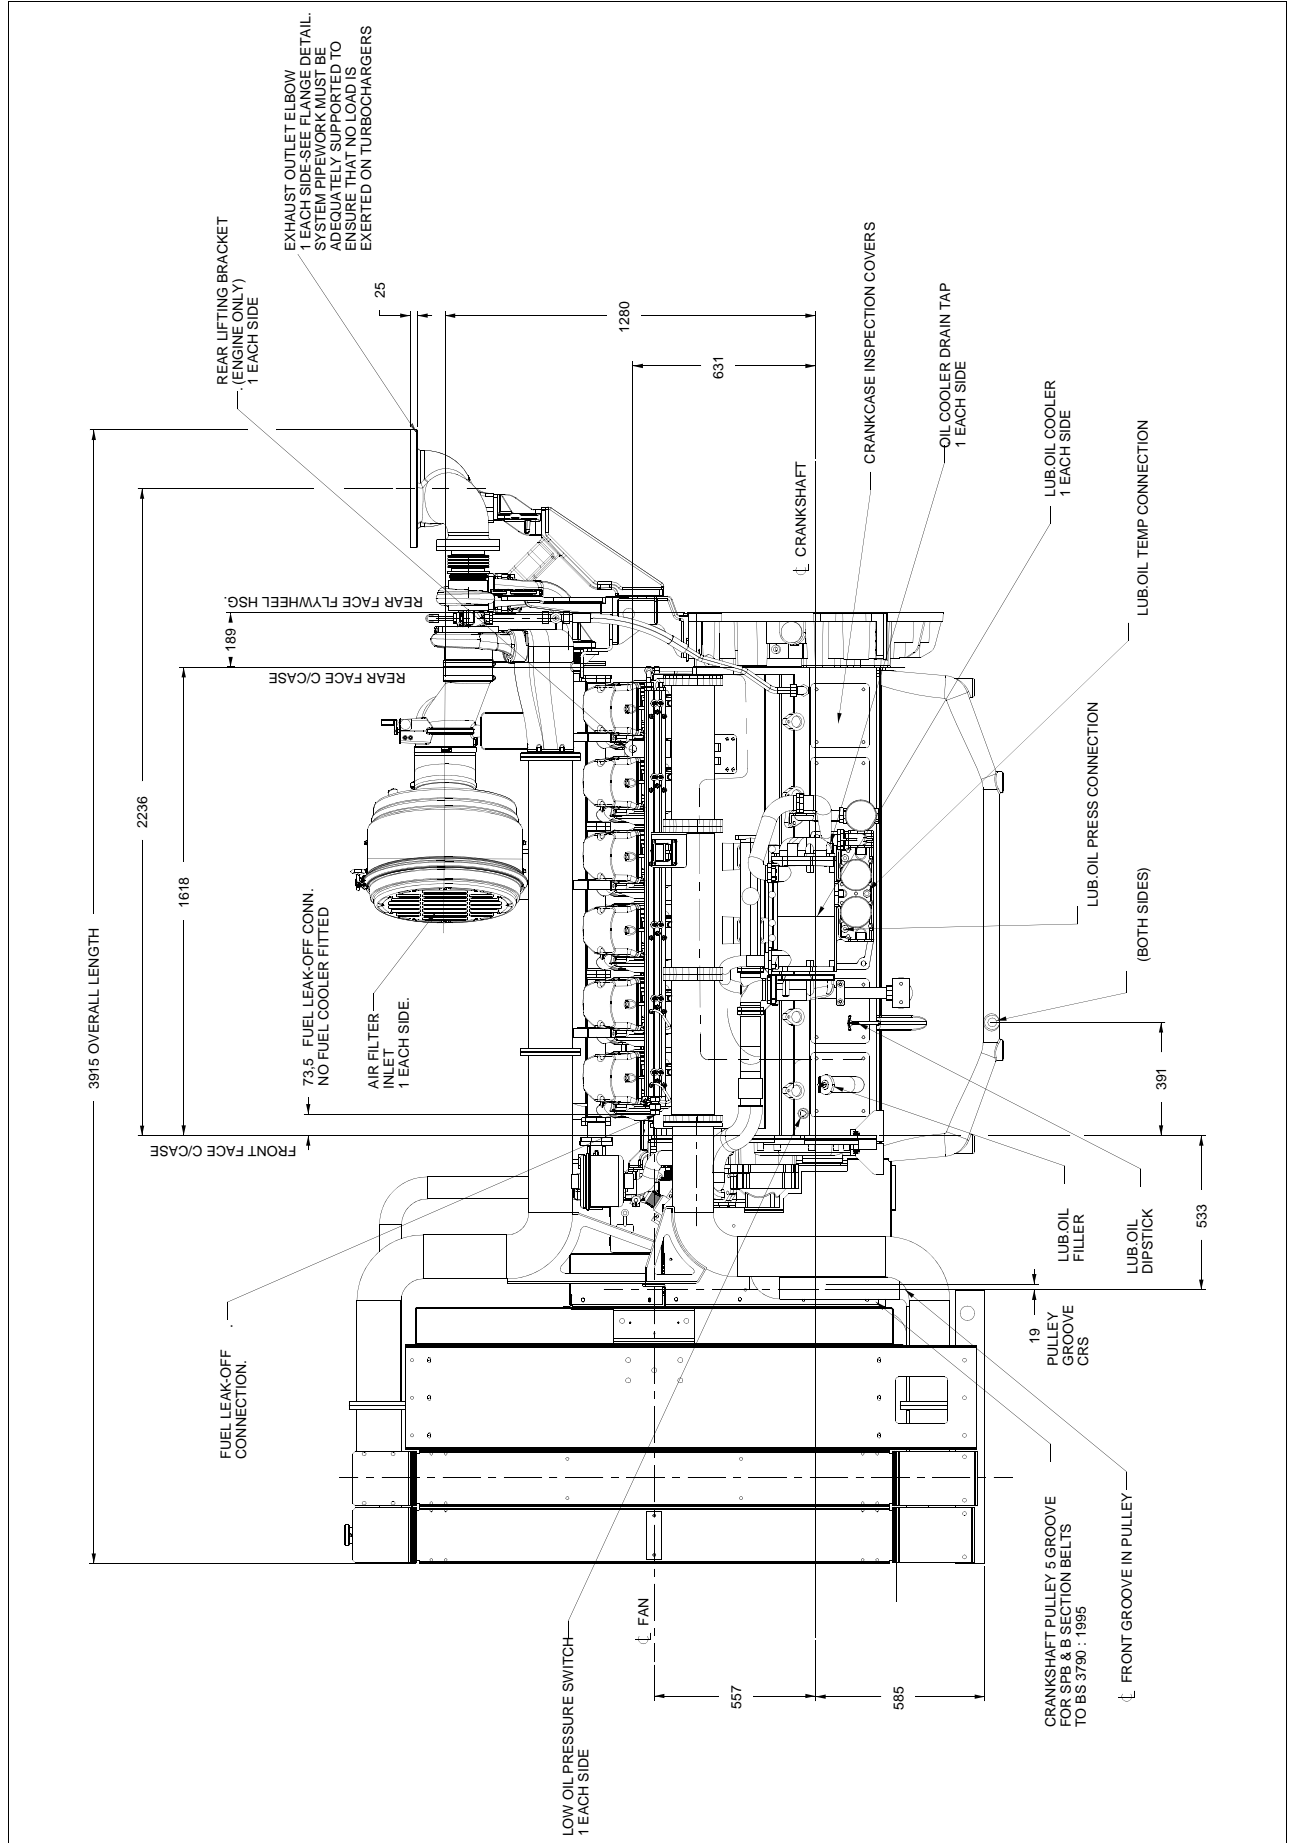 EXHAUST OUTLET ELBOW
1 EACH SIDE-SEE FLANGE DETAIL.
SYSTEM PIPEWORK MUST BE
ADEQUATELY SUPPORTED TO
ENSURE THAT NO LOAD IS
EXERTED ON TURBOCHARGERS
REAR LIFTING BRACKET
.(ENGINE ONLY)
1 EACH SIDE
25
1280
631
3915 OVERALL LENGTH
2236
1618
189
REAR FACE FLYWHEEL HSG.
REAR FACE C/CASE
FRONT FACE C/CASE
73,5 FUEL LEAK-OFF CONN.
NO FUEL COOLER FITTED
AIR FILTER
INLET
1 EACH SIDE.
℄ CRANKSHAFT
CRANKCASE INSPECTION COVERS
OIL COOLER DRAIN TAP
1 EACH SIDE
LUB.OIL COOLER
1 EACH SIDE
LUB.OIL TEMP CONNECTION
LUB.OIL PRESS CONNECTION
(BOTH SIDES)
391
533
LUB.OIL
FILLER
LUB.OIL
DIPSTICK
19
PULLEY
GROOVE
CRS
FUEL LEAK-OFF
CONNECTION.
LOW OIL PRESSURE SWITCH
1 EACH SIDE
℄ FAN
557
585
CRANKSHAFT PULLEY 5 GROOVE
FOR SPB & B SECTION BELTS
TO BS 3790 : 1995
℄ FRONT GROOVE IN PULLEY